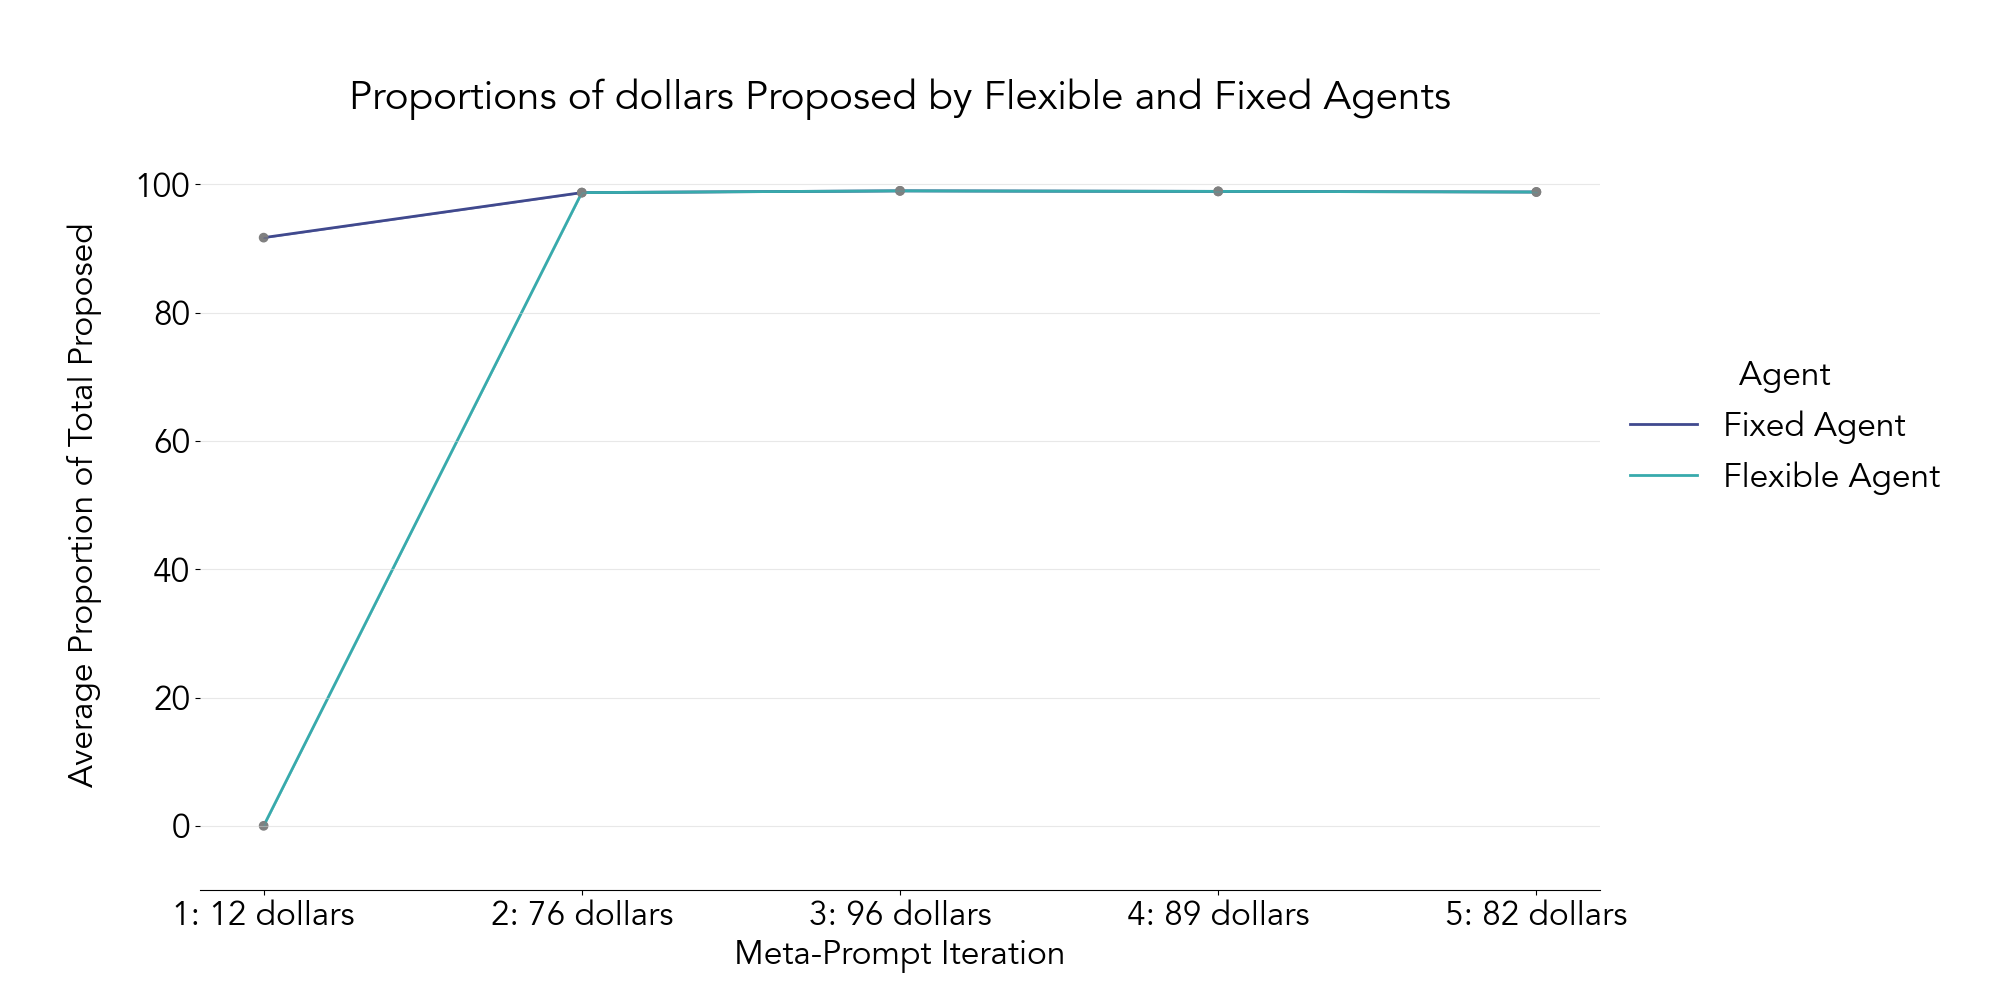 Proportions of dollars Proposed by Flexible and Fixed Agents
Average Proportion of Total Proposed
100
80
60
40
20
0
1: 12 dollars
2: 76 dollars
3: 96 dollars
4: 89 dollars
5: 82 dollars
Meta-Prompt Iteration
Agent
Fixed Agent
Flexible Agent